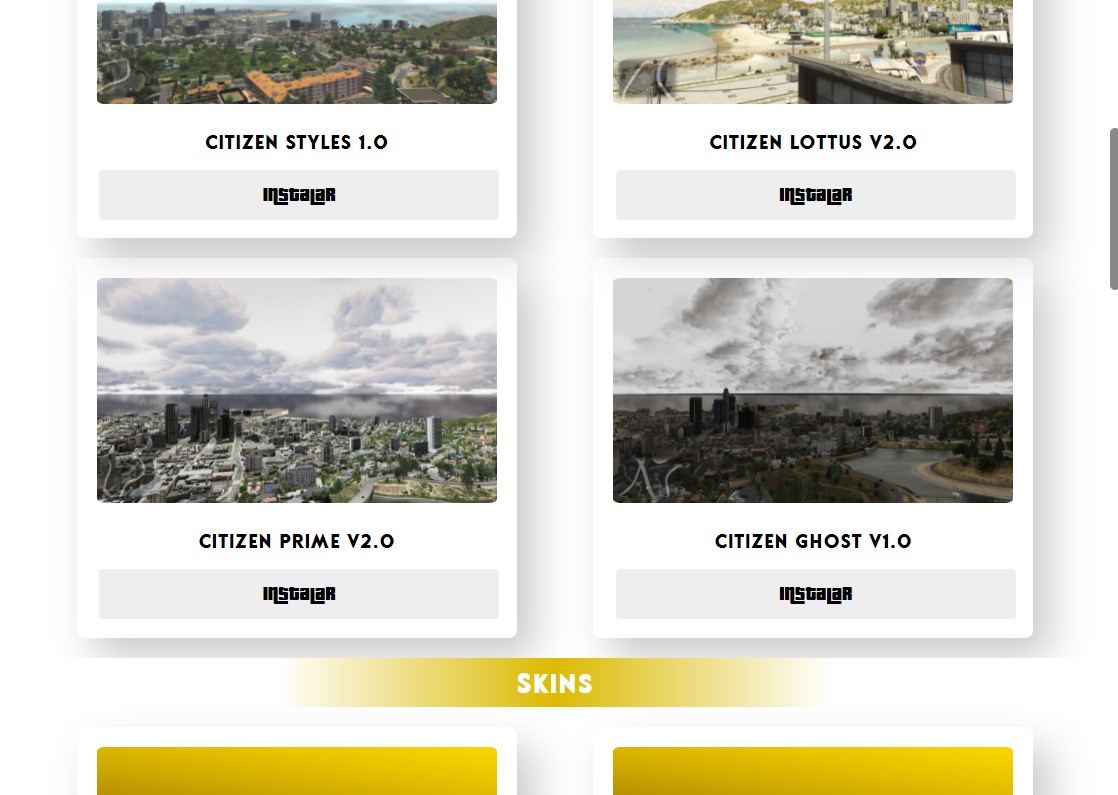 CITIZEN STYLES 1.0
CITIZEN LOTTUS V2.0
INSTALAR
INSTALAR
CITIZEN PRIME V2.0
CITIZEN GHOST V1.0
INSTALAR
INSTALAR
SKINS